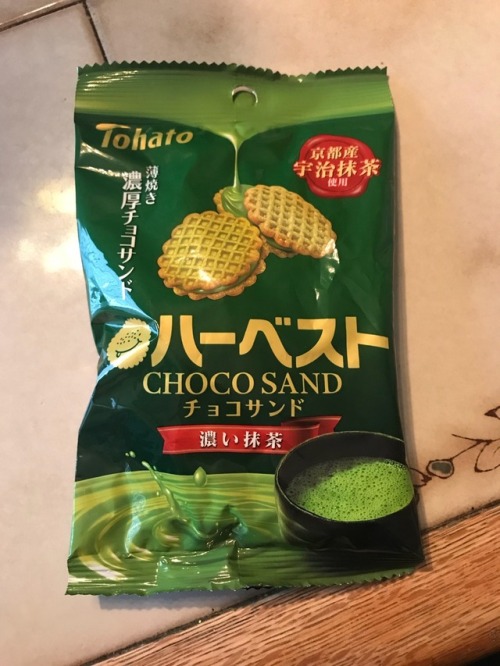 Tohato
京都産
宇治抹茶
使用
薄焼き
濃厚チョコサンド
ハーベスト
CHOCO SAND
チョコサンド
濃い抹茶